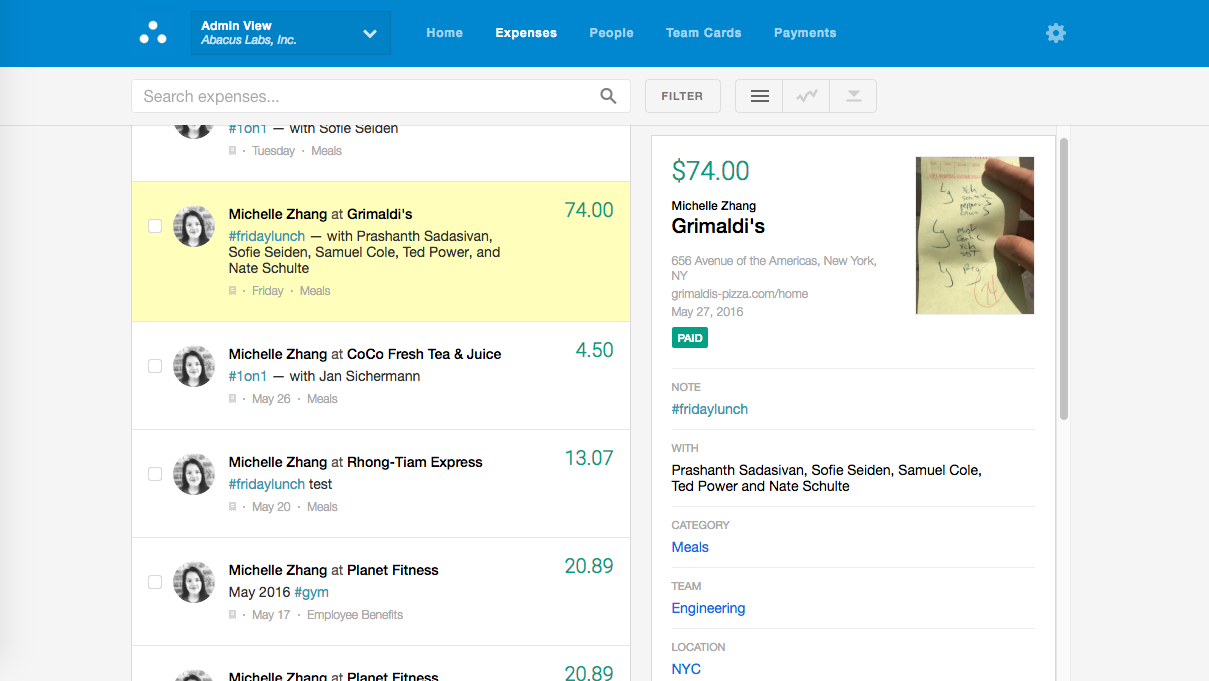 Admin View
Abacus Labs, Inc.
Home
Expenses
People
Team Cards
Payments
Search expenses...
FILTER
#1on1 — with Sofie Seiden
· Tuesday · Meals
Michelle Zhang at Grimaldi's
74.00
#fridaylunch — with Prashanth Sadasivan,
Sofie Seiden, Samuel Cole, Ted Power, and
Nate Schulte
· Friday · Meals
Michelle Zhang at CoCo Fresh Tea & Juice
4.50
#1on1 — with Jan Sichermann
· May 26 · Meals
Michelle Zhang at Rhong-Tiam Express
13.07
#fridaylunch test
· May 20 · Meals
Michelle Zhang at Planet Fitness
20.89
May 2016 #gym
· May 17 · Employee Benefits
Michelle Zhang at Planet Fitness
20.89
$74.00
Michelle Zhang
Grimaldi's
656 Avenue of the Americas, New York,
NY
grimaldis-pizza.com/home
May 27, 2016
PAID
NOTE
#fridaylunch
WITH
Prashanth Sadasivan, Sofie Seiden, Samuel Cole,
Ted Power and Nate Schulte
CATEGORY
Meals
TEAM
Engineering
LOCATION
NYC
Lg
Lg
Lg
74